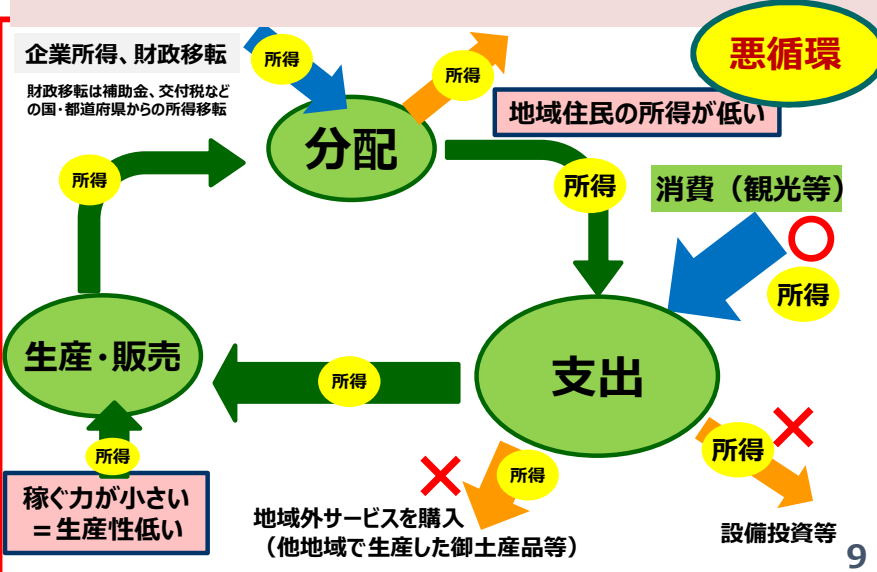 悪循環
企業所得、財政移転
財政移転は補助金、交付税など
の国・都道府県からの所得移転
所得
所得
地域住民の所得が低い
分配
所得
所得
消費（観光等）
所得
生産・販売
所得
支出
所得
稼ぐ力が小さい
＝生産性低い
所得
所得
地域外サービスを購入
（他地域で生産した御土産品等）
設備投資等
9